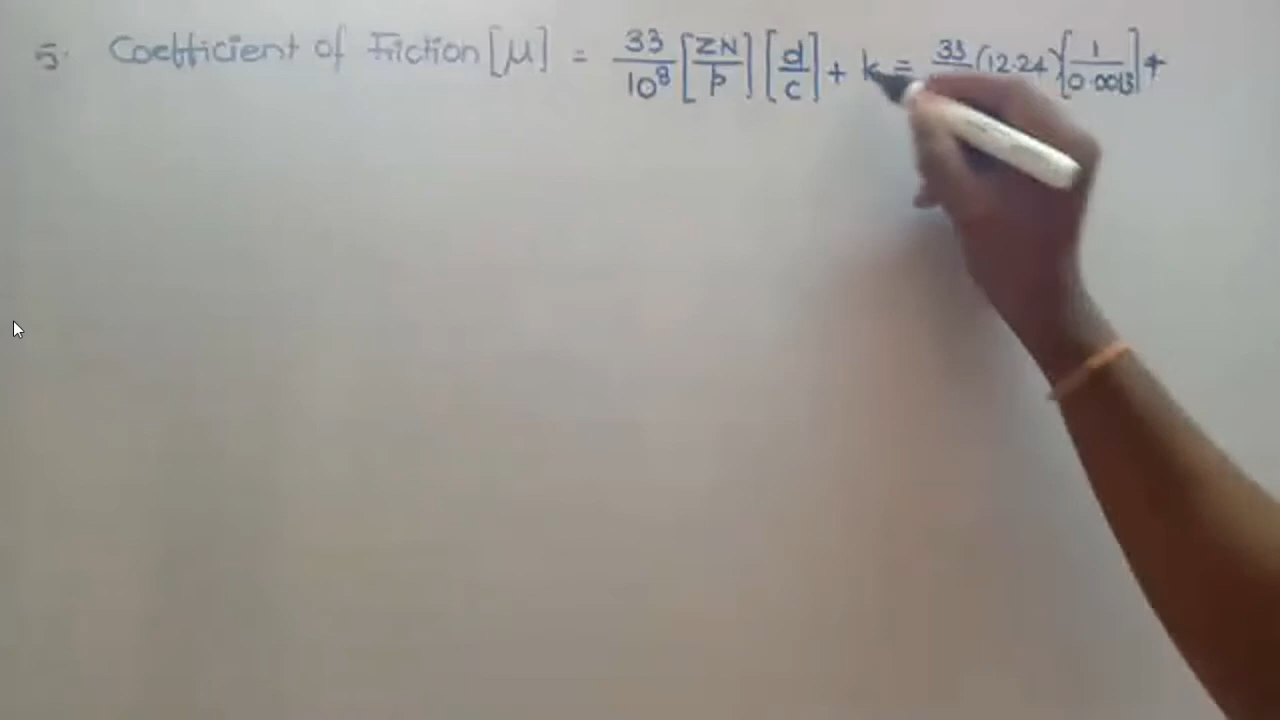 5. Coefficient of Friction [μ] = 33/10⁸ [ZN/p] [d/c] + k = 33 (12.24) [1/0.0013] +